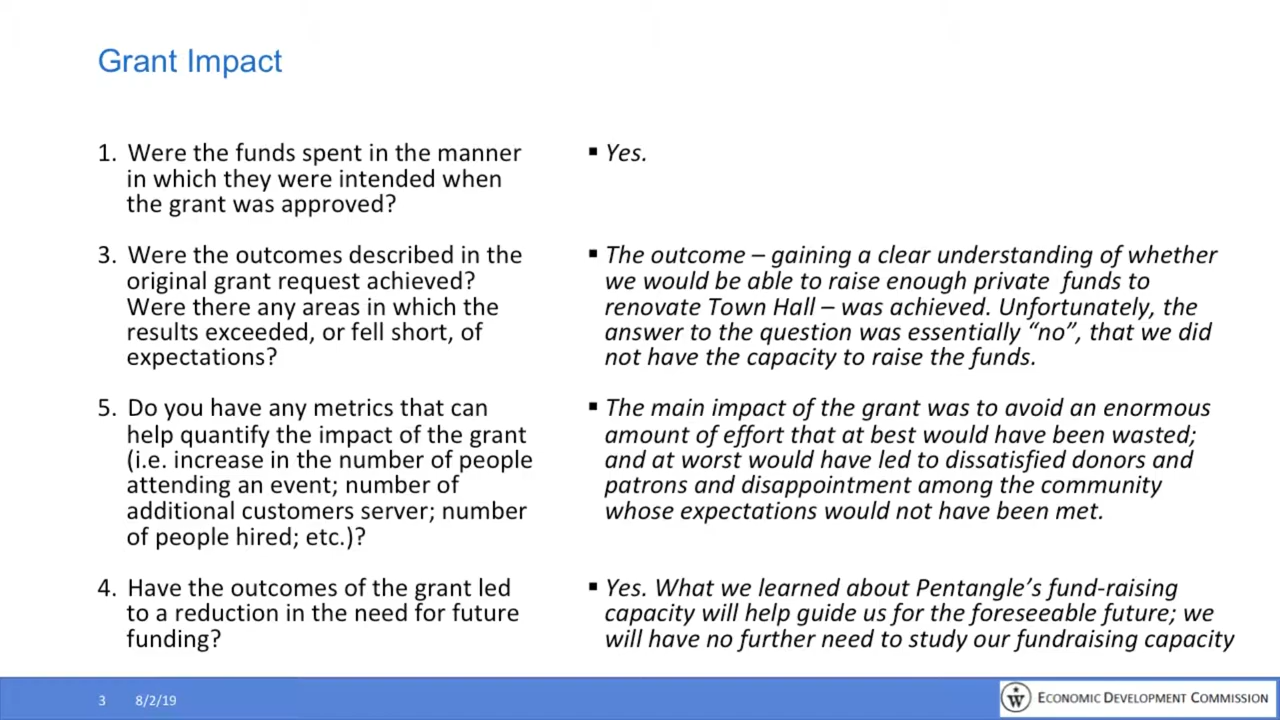 Grant Impact
1. Were the funds spent in the manner
in which they were intended when
the grant was approved?
▪ Yes.
3. Were the outcomes described in the
original grant request achieved?
Were there any areas in which the
results exceeded, or fell short, of
expectations?
▪ The outcome – gaining a clear understanding of whether
we would be able to raise enough private funds to
renovate Town Hall – was achieved. Unfortunately, the
answer to the question was essentially “no”, that we did
not have the capacity to raise the funds.
5. Do you have any metrics that can
help quantify the impact of the grant
(i.e. increase in the number of people
attending an event; number of
additional customers server; number
of people hired; etc.)?
▪ The main impact of the grant was to avoid an enormous
amount of effort that at best would have been wasted;
and at worst would have led to dissatisfied donors and
patrons and disappointment among the community
whose expectations would not have been met.
4. Have the outcomes of the grant led
to a reduction in the need for future
funding?
▪ Yes. What we learned about Pentangle’s fund-raising
capacity will help guide us for the foreseeable future; we
will have no further need to study our fundraising capacity
3 8/2/19
W ECONOMIC DEVELOPMENT COMMISSION